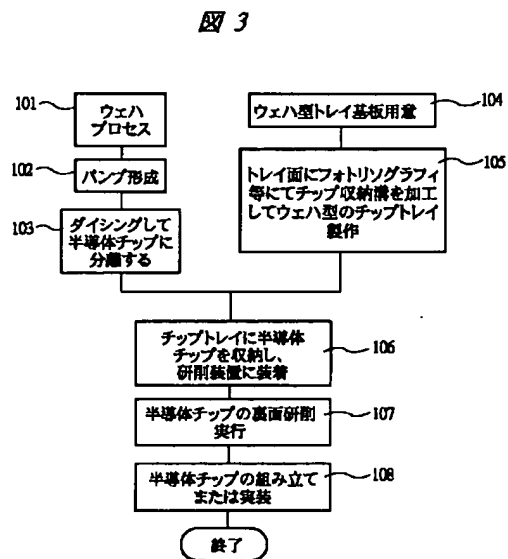 図 3
101
ウェハ
プロセス
102
バンプ形成
103
ダイシングして
半導体チップに
分離する
ウェハ型トレイ基板用意
104
トレイ面にフォトリソグラフィ
等にてチップ収納溝を加工
してウェハ型のチップトレイ
製作
105
チップトレイに半導体
チップを収納し、
研削装置に装着
106
半導体チップの裏面研削
実行
107
半導体チップの組み立て
または実装
108
終了